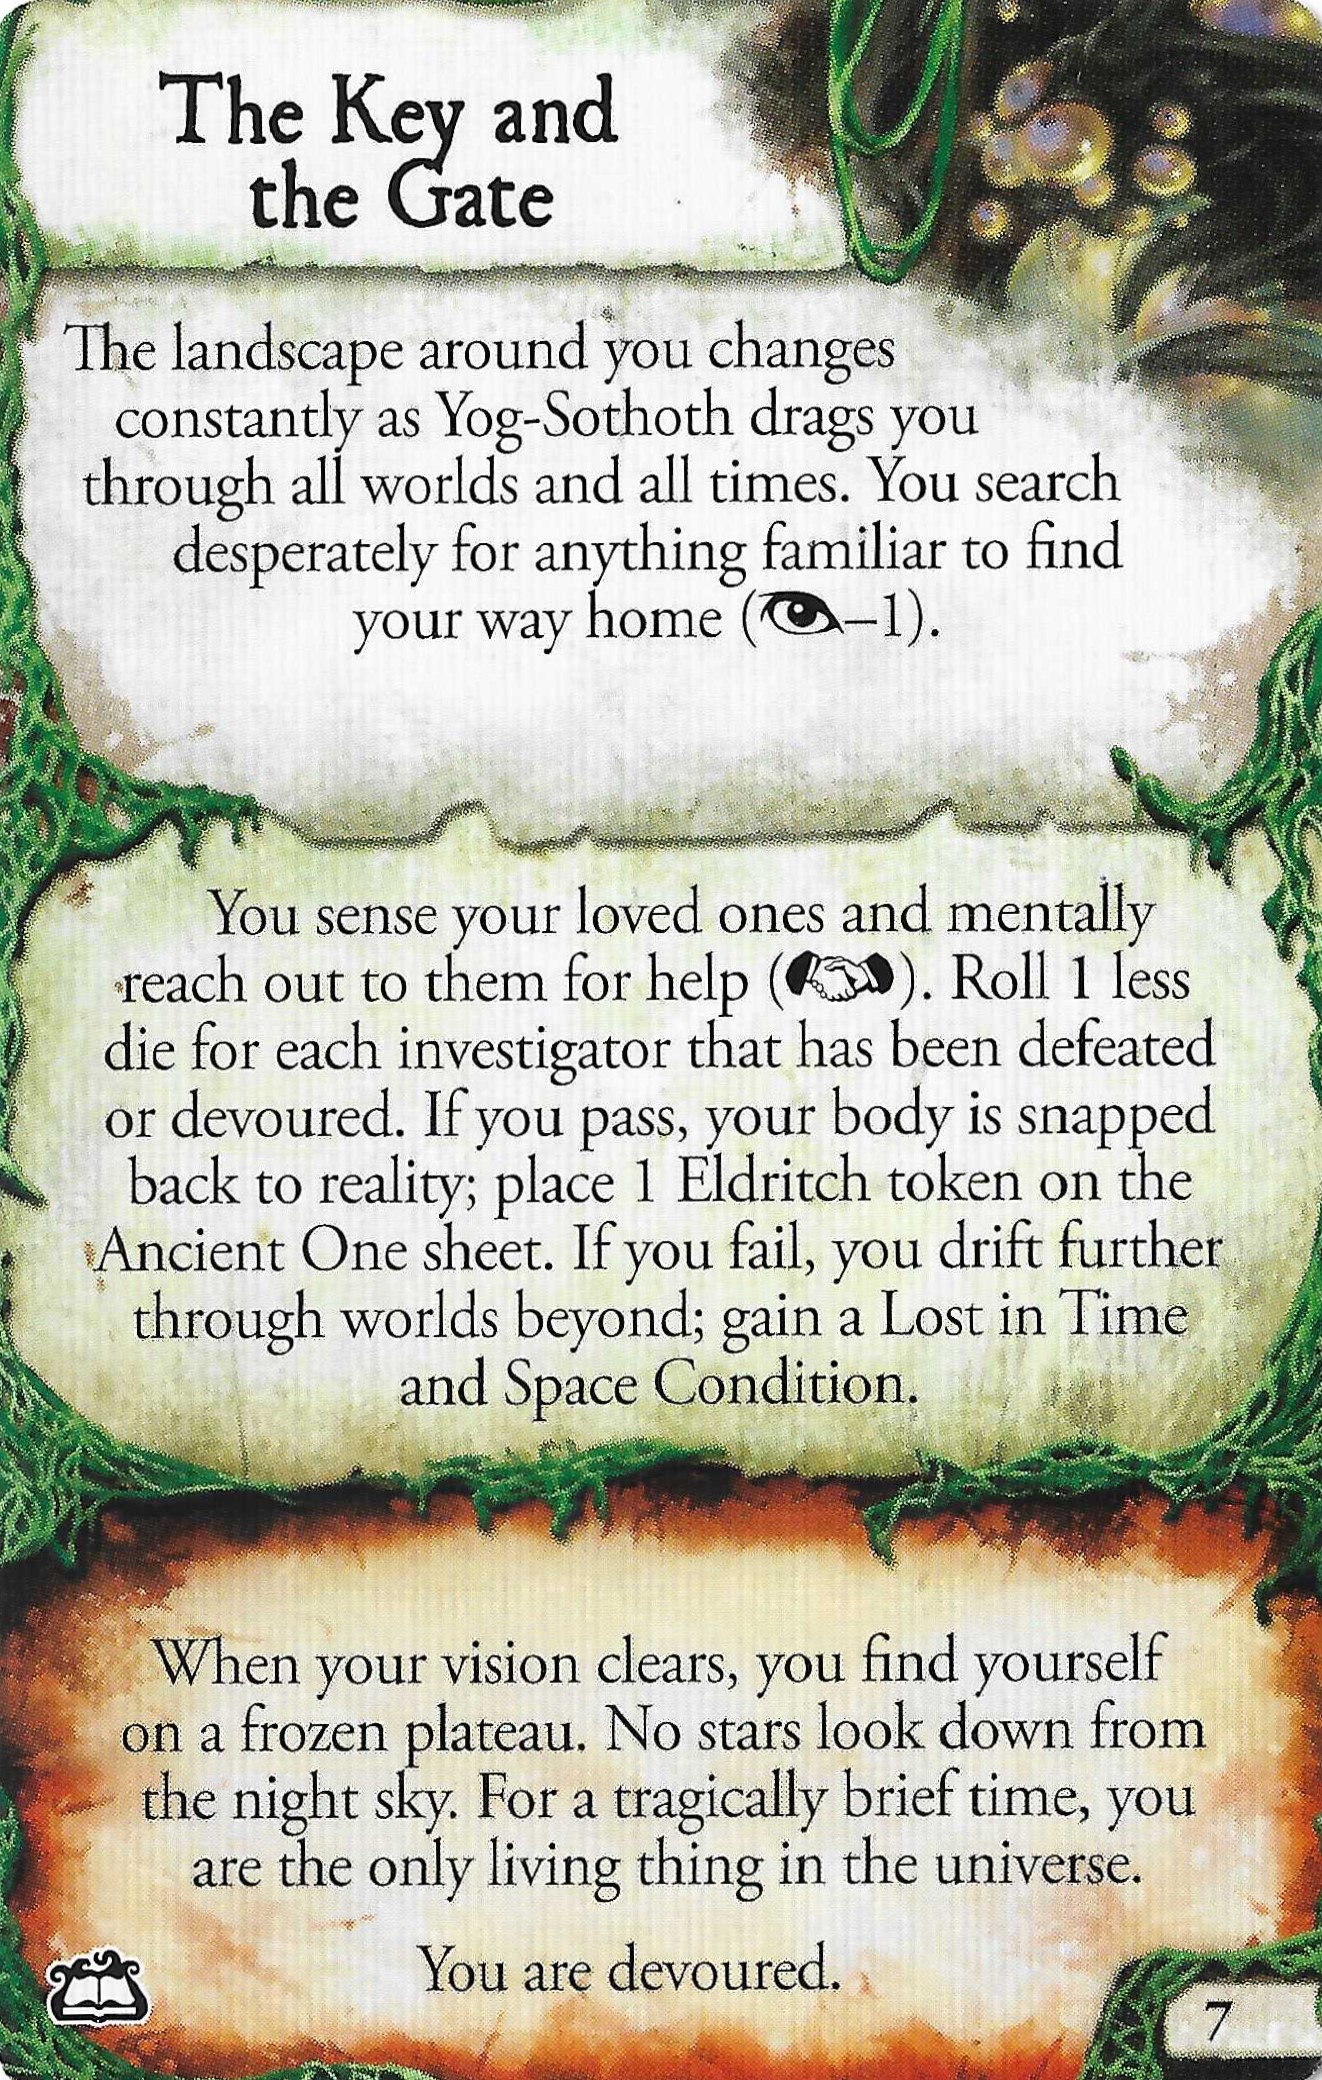 The Key and
the Gate
The landscape around you changes
constantly as Yog-Sothoth drags you
through all worlds and all times. You search
desperately for anything familiar to find
your way home (–1).
You sense your loved ones and mentally
reach out to them for help (). Roll 1 less
die for each investigator that has been defeated
or devoured. If you pass, your body is snapped
back to reality; place 1 Eldritch token on the
Ancient One sheet. If you fail, you drift further
through worlds beyond; gain a Lost in Time
and Space Condition.
When your vision clears, you find yourself
on a frozen plateau. No stars look down from
the night sky. For a tragically brief time, you
are the only living thing in the universe.
You are devoured.
7